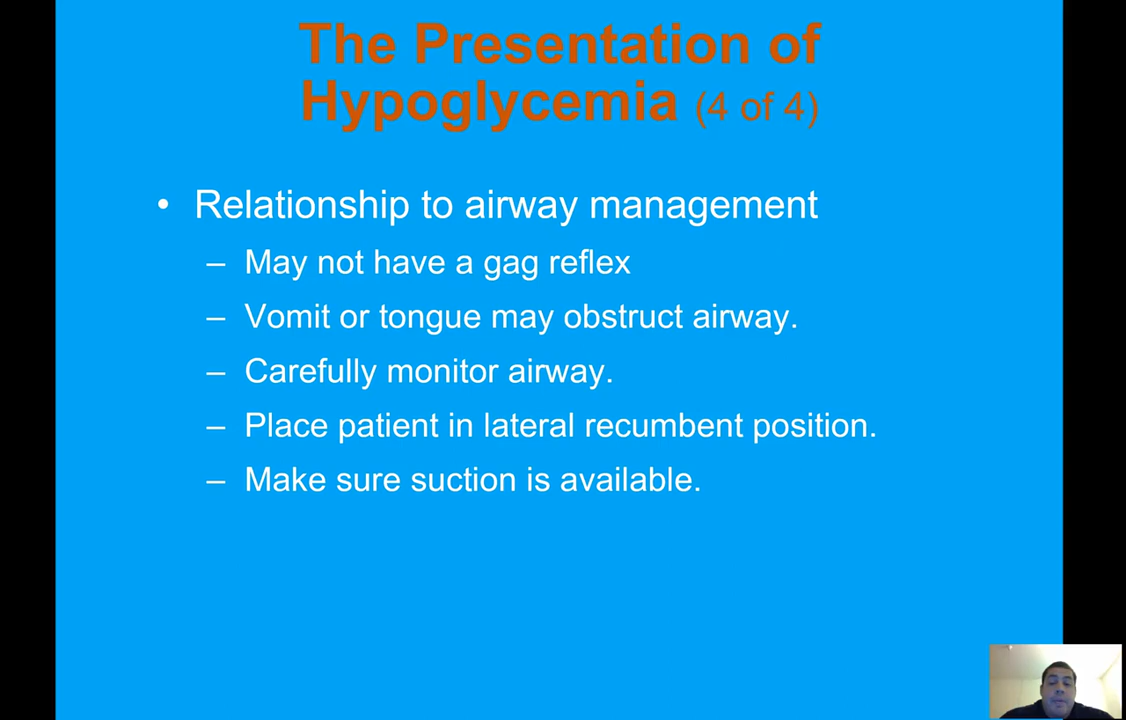 The Presentation of
Hypoglycemia (4 of 4)
• Relationship to airway management
– May not have a gag reflex
– Vomit or tongue may obstruct airway.
– Carefully monitor airway.
– Place patient in lateral recumbent position.
– Make sure suction is available.